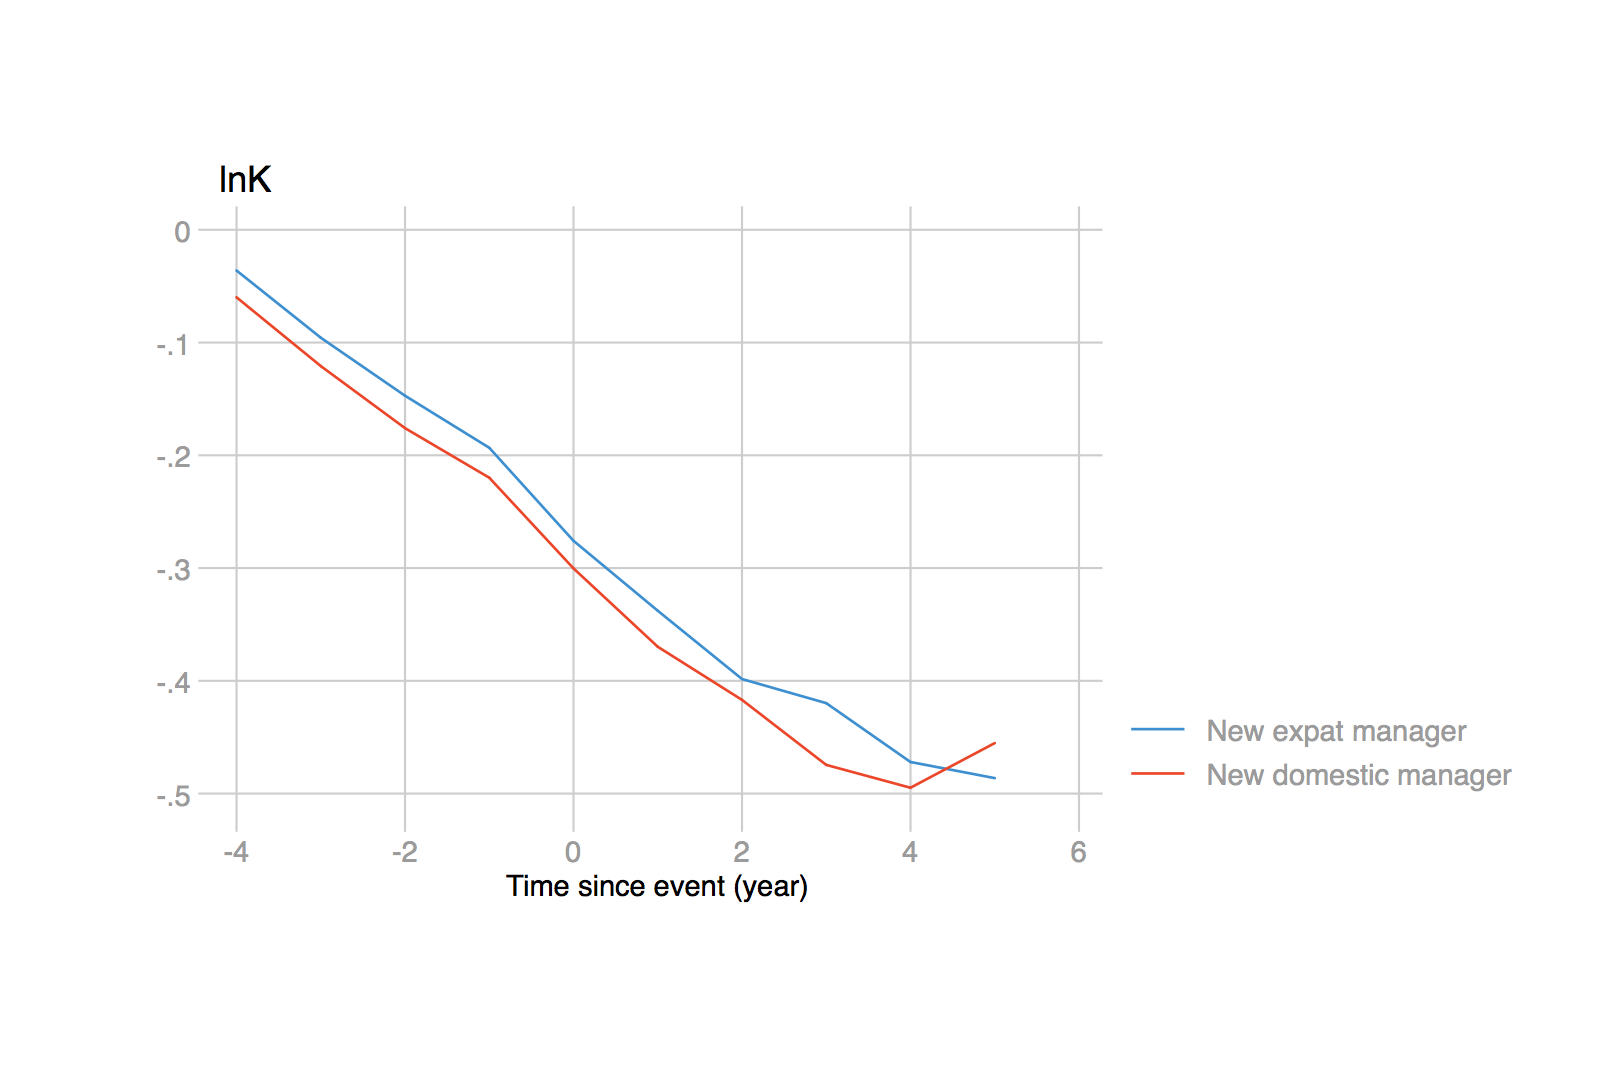 lnK
0
-.1
-.2
-.3
-.4
-.5
-4 -2 0 2 4 6
Time since event (year)
New expat manager
New domestic manager